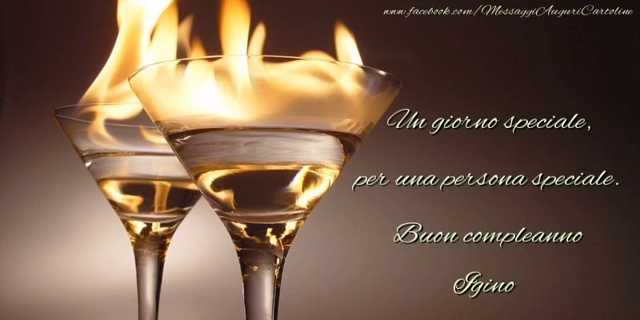 www.facebook.com/MessaggiAuguriCartoline
Un giorno speciale,
per una persona speciale.
Buon compleanno
Igino